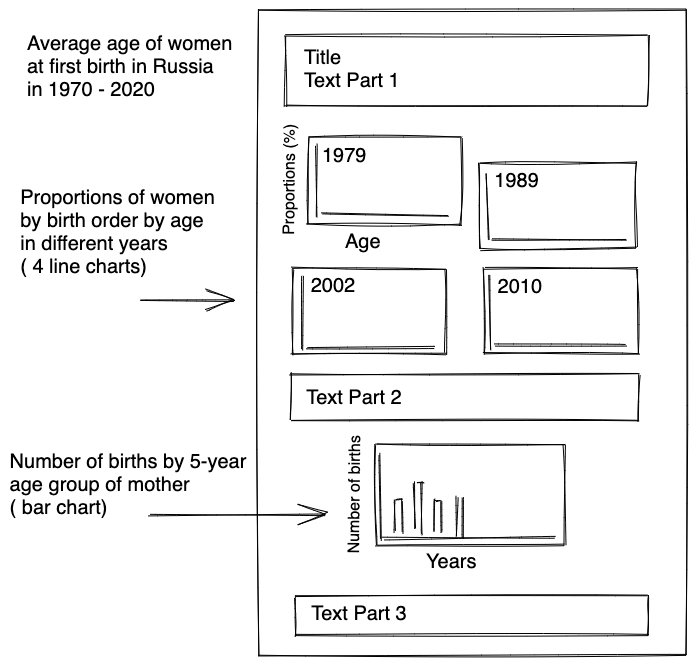 Average age of women
at first birth in Russia
in 1970 - 2020
Title
Text Part 1
Proportions (%)
1979
1989
Age
Proportions of women
by birth order by age
in different years
( 4 line charts)
2002
2010
Text Part 2
Number of births by 5-year
age group of mother
( bar chart)
Number of births
Years
Text Part 3